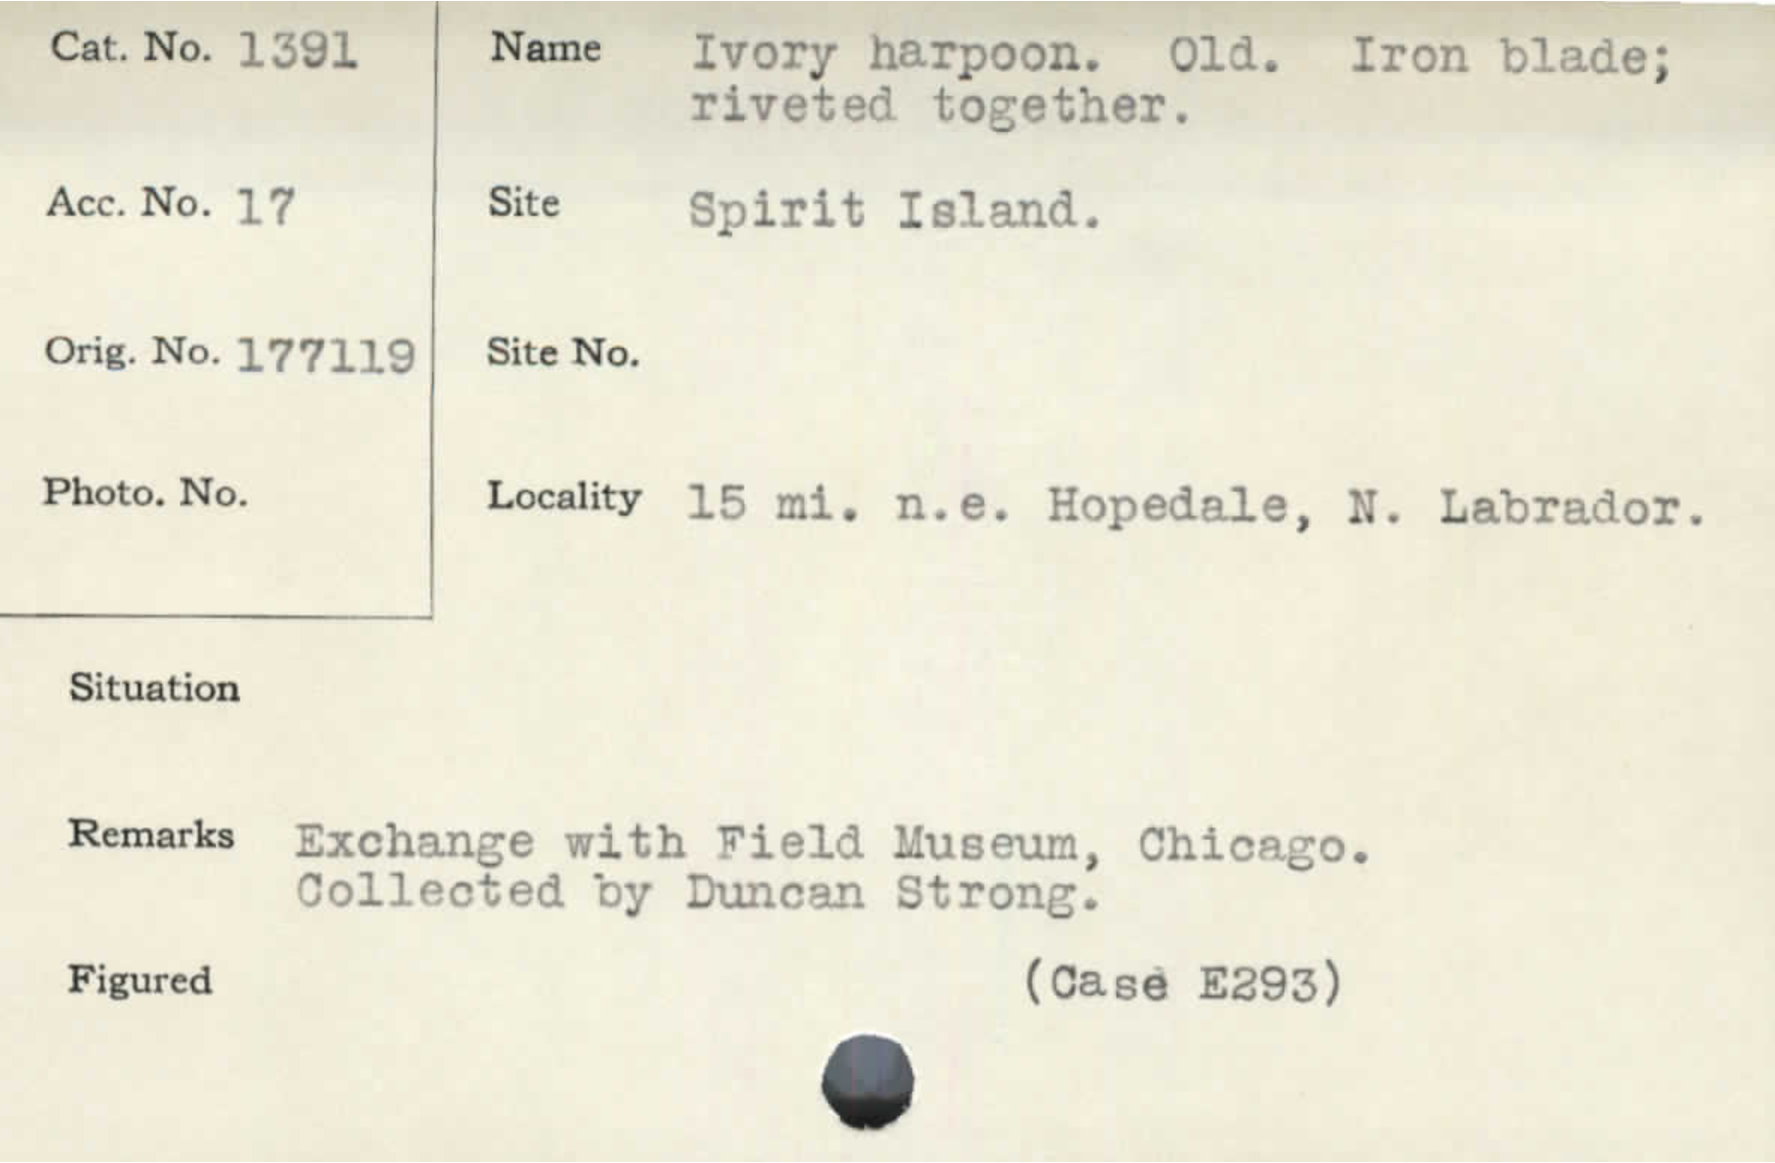 Cat. No. 1391
Name Ivory harpoon. Old. Iron blade;
riveted together.
Acc. No. 17
Site Spirit Island.
Orig. No. 177119
Site No.
Photo. No.
Locality 15 mi. n.e. Hopedale, N. Labrador.
Situation
Remarks Exchange with Field Museum, Chicago.
Collected by Duncan Strong.
Figured (Case E293)